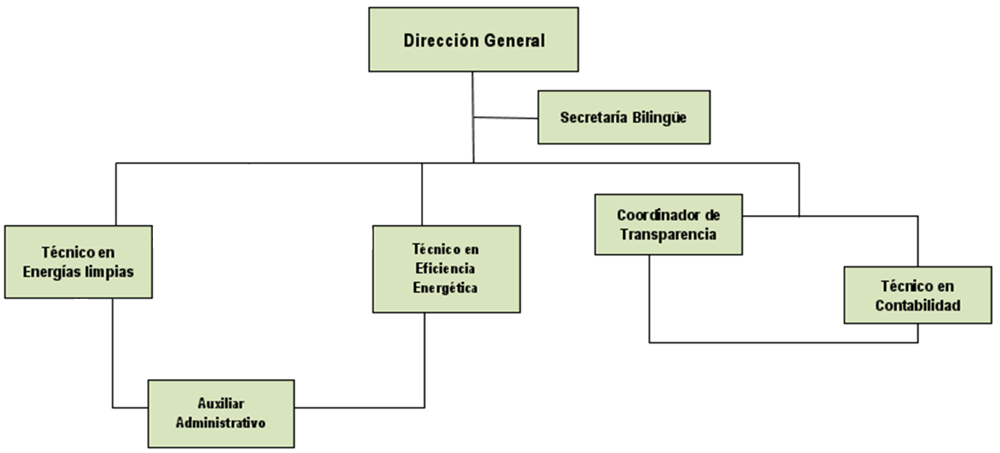 Dirección General
Secretaría Bilingüe
Coordinador de
Transparencia
Técnico en
Energías limpias
Técnico en
Eficiencia
Energética
Técnico en
Contabilidad
Auxiliar
Administrativo